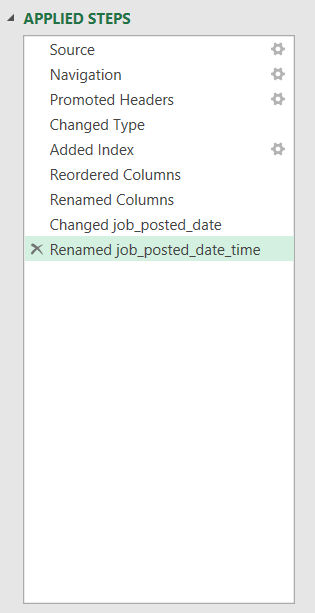 APPLIED STEPS
Source
Navigation
Promoted Headers
Changed Type
Added Index
Reordered Columns
Renamed Columns
Changed job_posted_date
Renamed job_posted_date_time